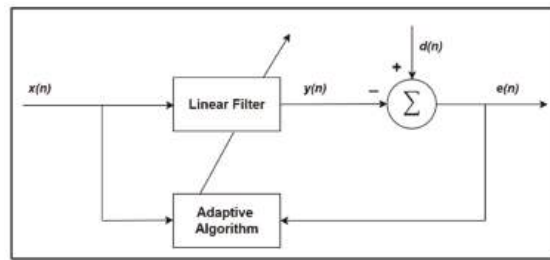 d(n)
+
x(n)
Linear Filter
y(n)
−
∑
e(n)
Adaptive
Algorithm